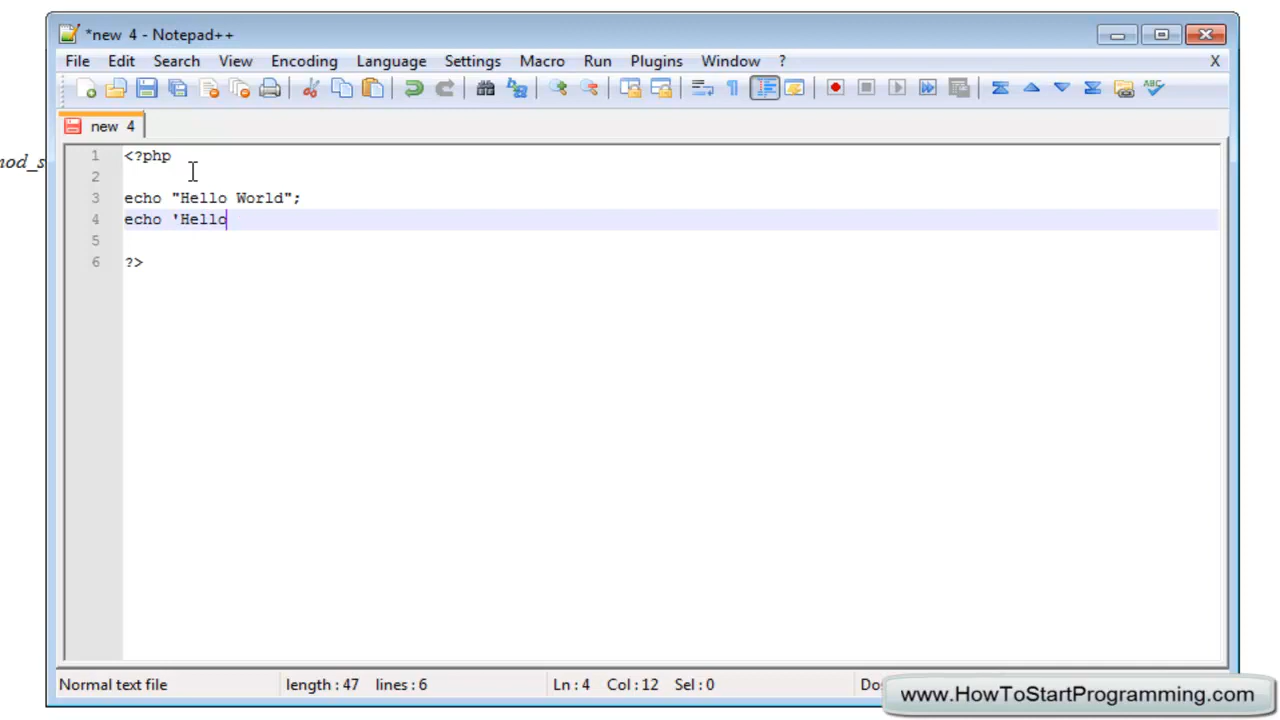 *new 4 - Notepad++
File Edit Search View Encoding Language Settings Macro Run Plugins Window ? X
new 4
1 <?php
2
3 echo "Hello World";
4 echo 'Hello
5
6 ?>
Normal text file length : 47 lines : 6 Ln : 4 Col : 12 Sel : 0
www.HowToStartProgramming.com